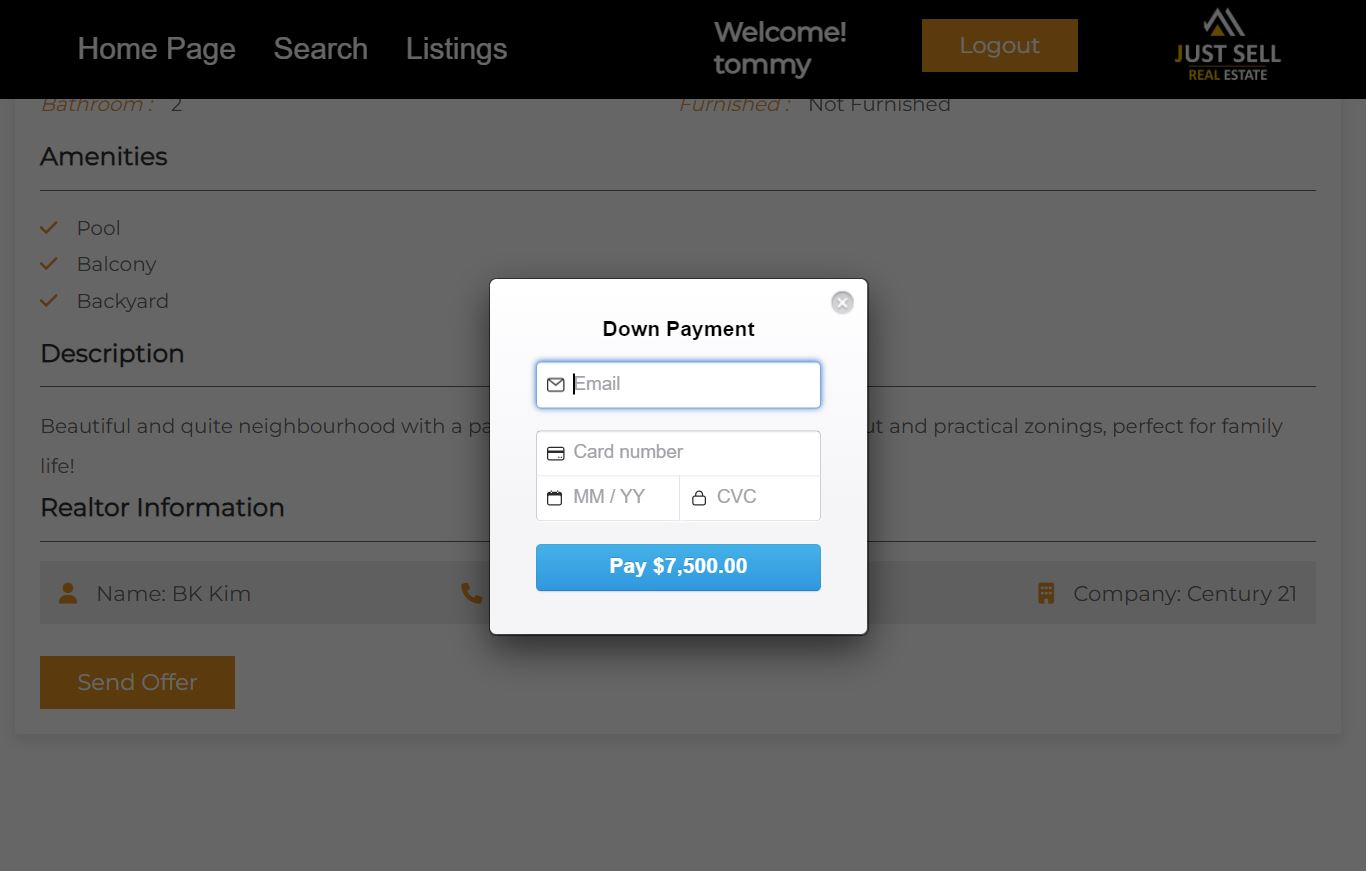 Home Page Search Listings
Welcome!
tommy
Logout
JUST SELL
REAL ESTATE
Bathroom : 2
Furnished : Not Furnished
Amenities
Pool
Balcony
Backyard
Description
Beautiful and quite neighbourhood with a pa
ut and practical zonings, perfect for family
life!
Realtor Information
Name: BK Kim
Company: Century 21
Send Offer
Down Payment
Email
Card number
MM / YY CVC
Pay $7,500.00